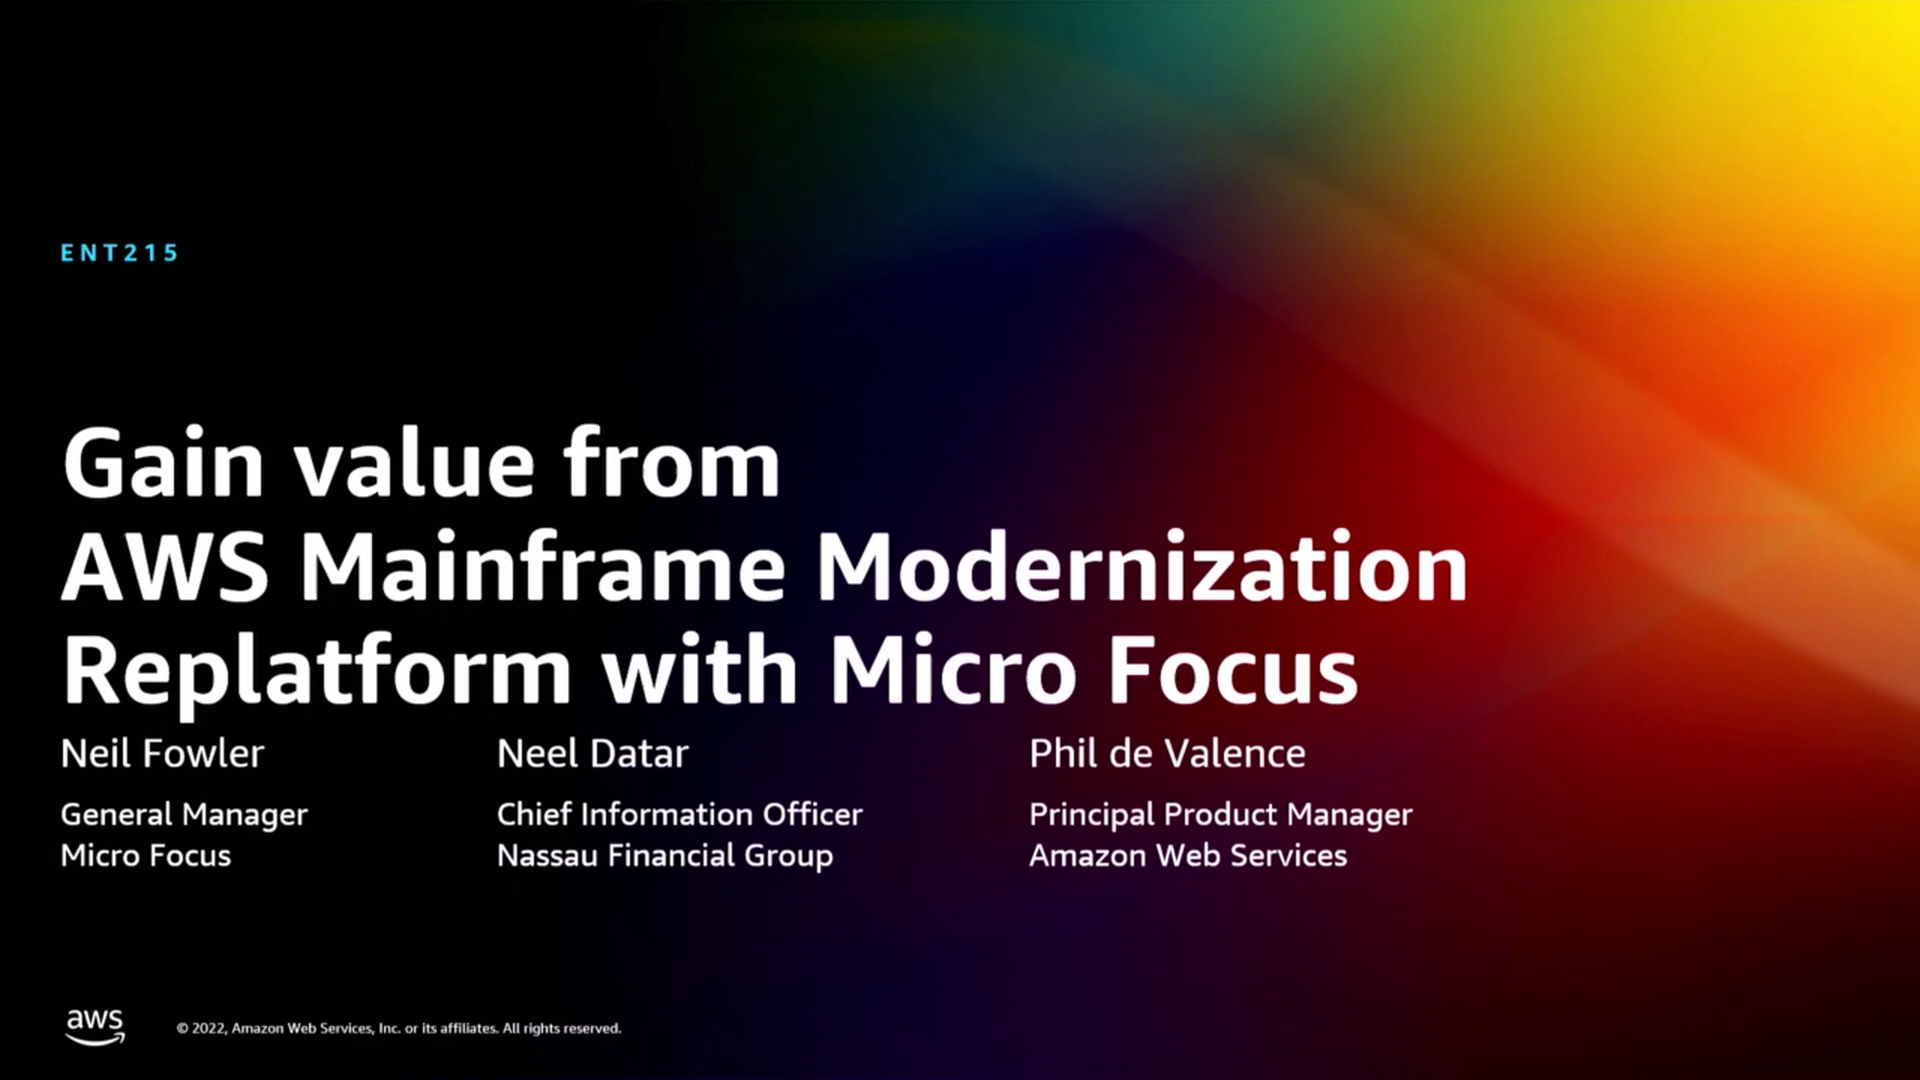 ENT215
Gain value from
AWS Mainframe Modernization
Replatform with Micro Focus
Neil Fowler
General Manager
Micro Focus
Neel Datar
Chief Information Officer
Nassau Financial Group
Phil de Valence
Principal Product Manager
Amazon Web Services
aws
© 2022, Amazon Web Services, Inc. or its affiliates. All rights reserved.